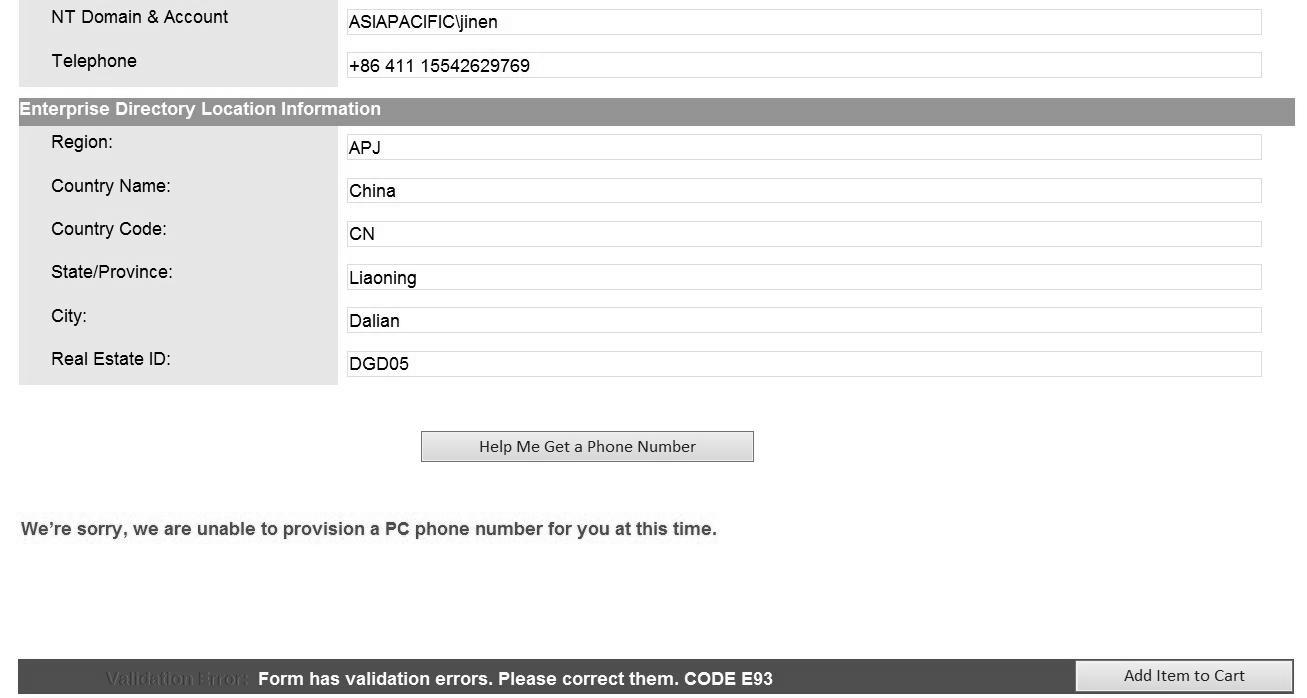 NT Domain & Account ASIAPACIFIC\jinen
Telephone +86 411 15542629769
Enterprise Directory Location Information
Region: APJ
Country Name: China
Country Code: CN
State/Province: Liaoning
City: Dalian
Real Estate ID: DGD05
Help Me Get a Phone Number
We’re sorry, we are unable to provision a PC phone number for you at this time.
Validation Error: Form has validation errors. Please correct them. CODE E93 Add Item to Cart